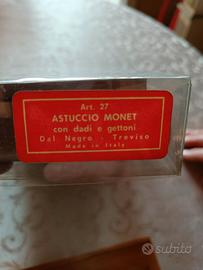 Art. 27
ASTUCCIO MONET
con dadi e gettoni
Dal Negro - Treviso
Made in Italy
subito